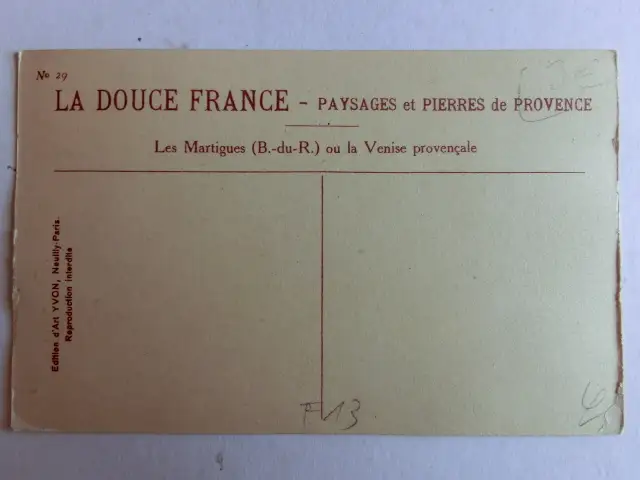 No 29
LA DOUCE FRANCE - PAYSAGES et PIERRES de PROVENCE
Les Martigues (B.-du-R.) ou la Venise provençale
Edition d'Art YVON, Neuilly-Paris.
Reproduction Interdite
F13